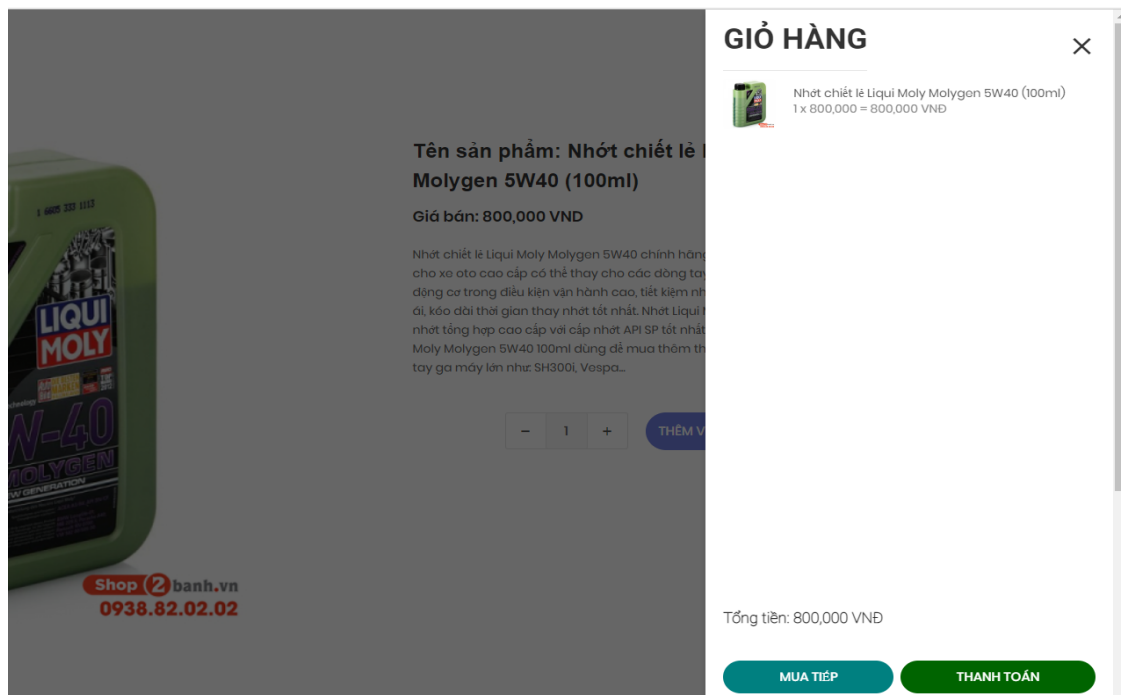 GIỎ HÀNG
Nhớt chiết lẻ Liqui Moly Molygen 5W40 (100ml)
1 x 800,000 = 800,000 VNĐ
Tên sản phẩm: Nhớt chiết lẻ
Molygen 5W40 (100ml)
Giá bán: 800,000 VND
Nhớt chiết lẻ Liqui Moly Molygen 5W40 chính hãng
cho xe oto cao cấp có thể thay cho các dòng tay
động cơ trong điều kiện vận hành cao, tiết kiệm nh
ái, kéo dài thời gian thay nhớt tốt nhất. Nhớt Liqui
nhớt tổng hợp cao cấp với cấp nhớt API SP tốt nhất
Moly Molygen 5W40 100ml dùng để mua thêm th
tay ga máy lớn như: SH300i, Vespa...
- 1 +
THÊM V
LIQUI
MOLY
W-40
MOLYGEN
NEW GENERATION
Shop 2banh.vn
0938.82.02.02
Tổng tiền: 800,000 VNĐ
MUA TIẾP
THANH TOÁN